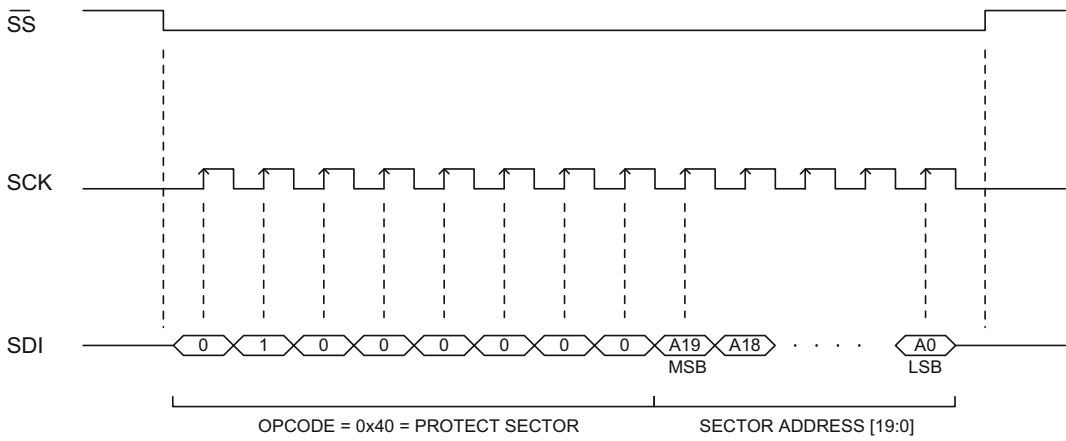 SS
SCK
SDI 0 1 0 0 0 0 0 0 A19 A18 . . . . A0
MSB LSB
OPCODE = 0x40 = PROTECT SECTOR SECTOR ADDRESS [19:0]